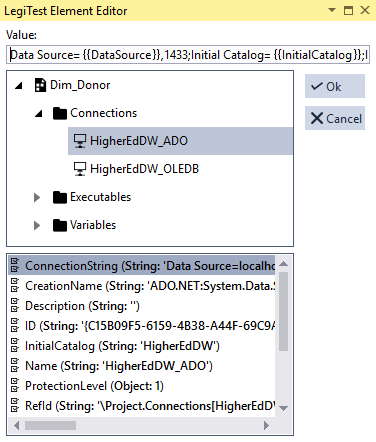 LegiTest Element Editor
Value:
Data Source= {{DataSource}},1433;Initial Catalog= {{InitialCatalog}};I
Dim_Donor
Ok
Connections
Cancel
HigherEdDW_ADO
HigherEdDW_OLEDB
Executables
Variables
ConnectionString (String: 'Data Source=localho
CreationName (String: 'ADO.NET:System.Data.S
Description (String: '')
ID (String: '{C15B09F5-6159-4B38-A44F-69C9A
InitialCatalog (String: 'HigherEdDW')
Name (String: 'HigherEdDW_ADO')
ProtectionLevel (Object: 1)
RefId (String: '\Project.Connections[HigherEdD